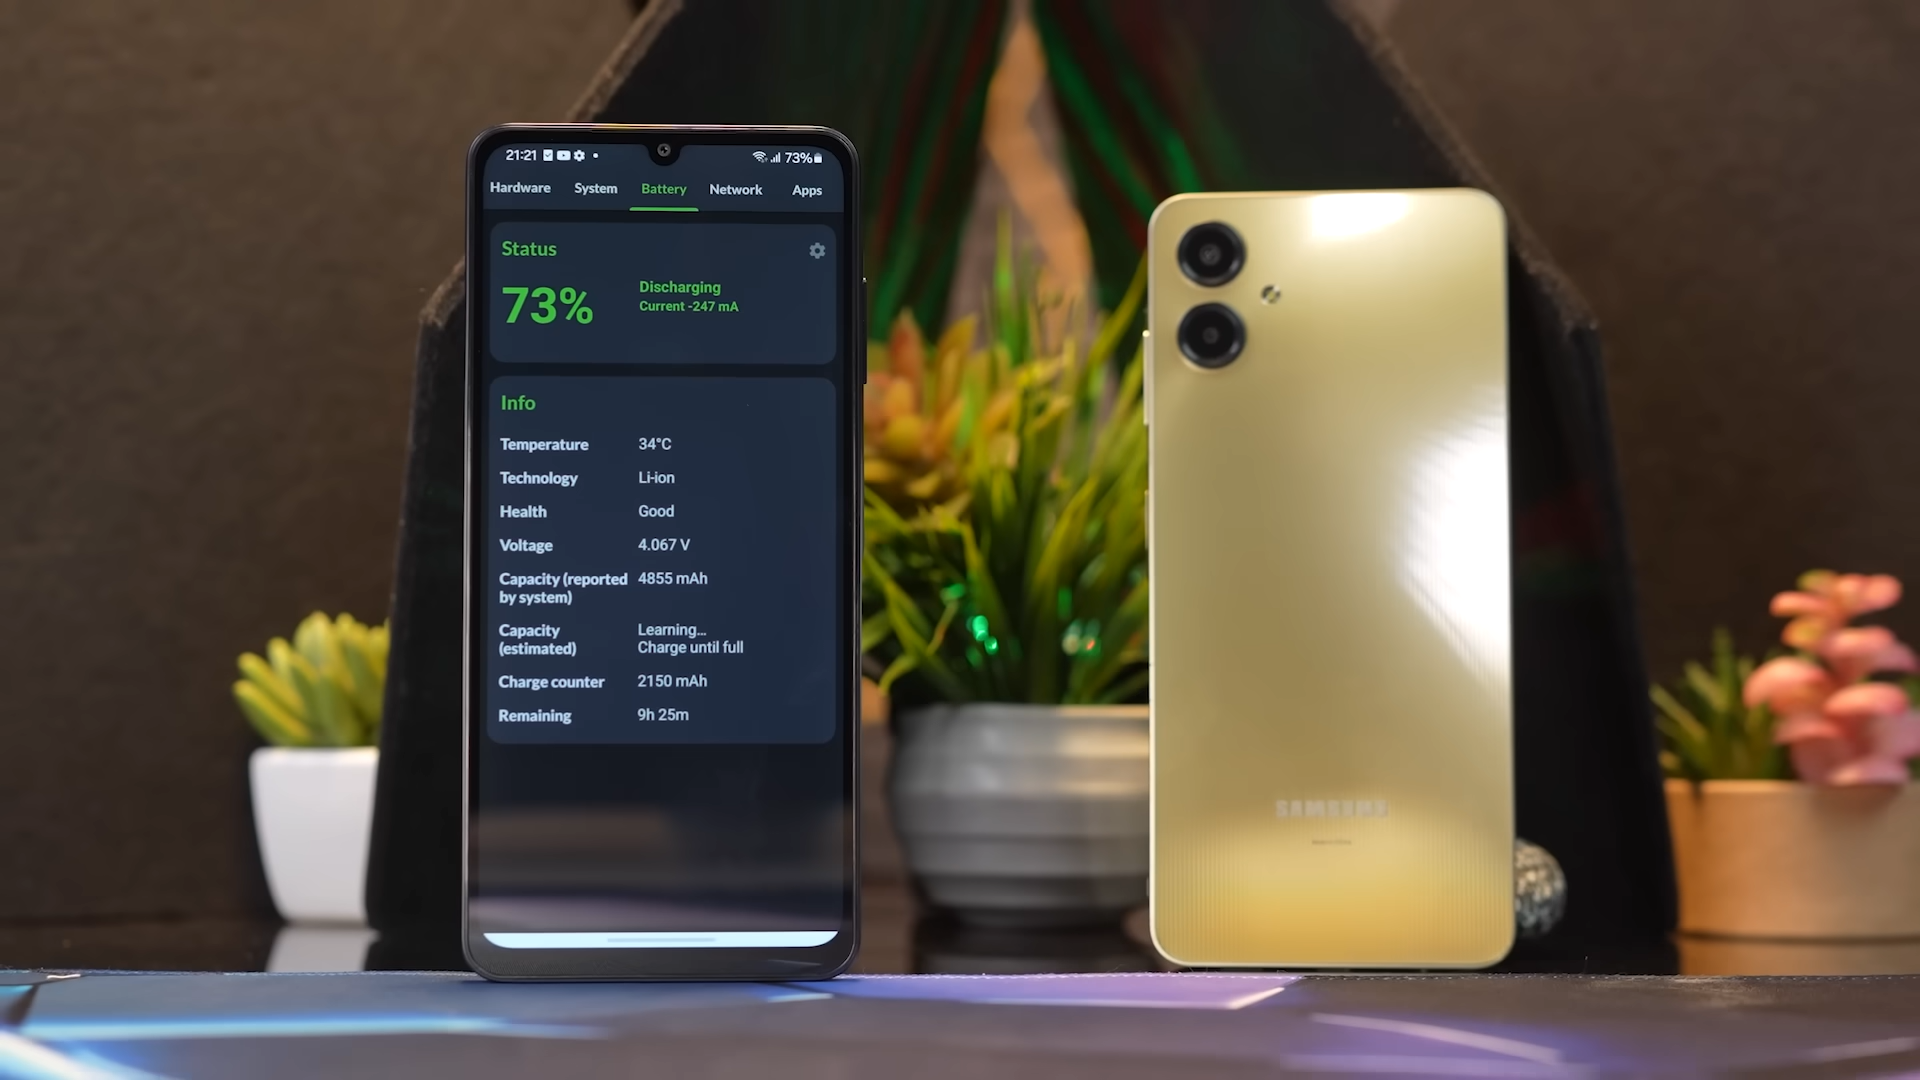 21:21
73%
Hardware System Battery Network Apps
Status
73%
Discharging
Current -247 mA
Info
Temperature 34°C
Technology Li-ion
Health Good
Voltage 4.067 V
Capacity (reported 4855 mAh
by system)
Capacity Learning...
(estimated) Charge until full
Charge counter 2150 mAh
Remaining 9h 25m
SAMSUNG